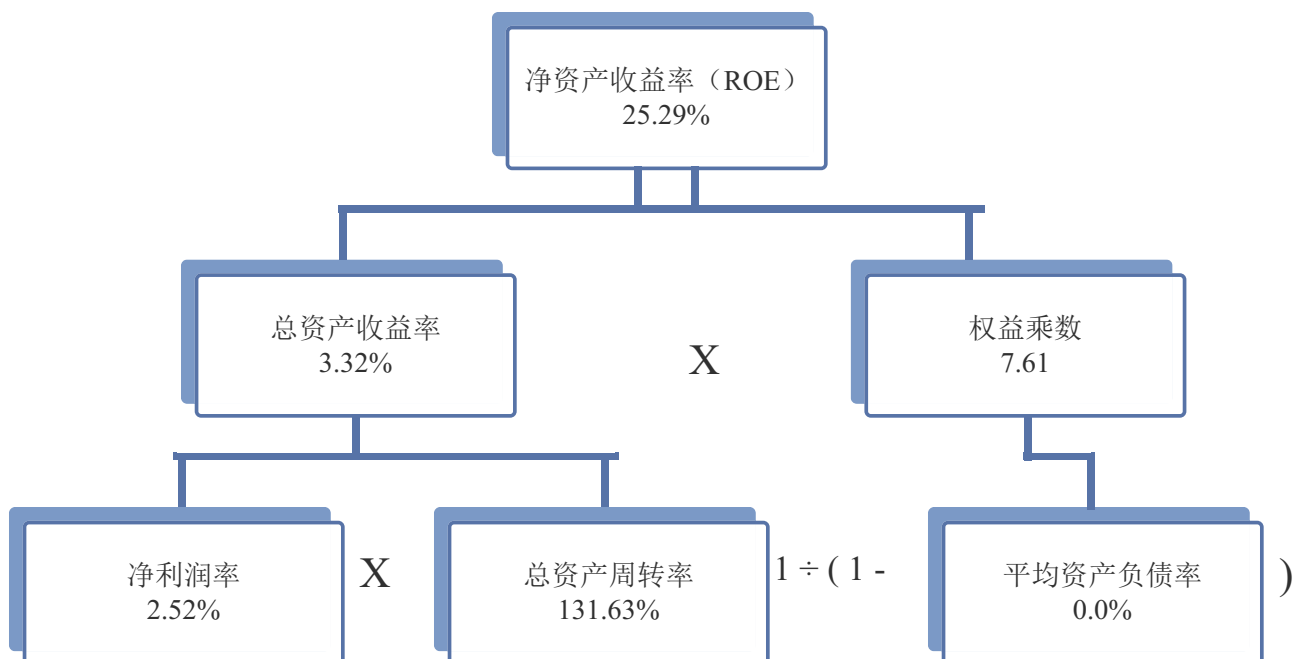 净资产收益率（ROE）
25.29%
总资产收益率
3.32%
X
权益乘数
7.61
净利润率
2.52%
X
总资产周转率
131.63%
1 ÷ ( 1 -
平均资产负债率
0.0%
)